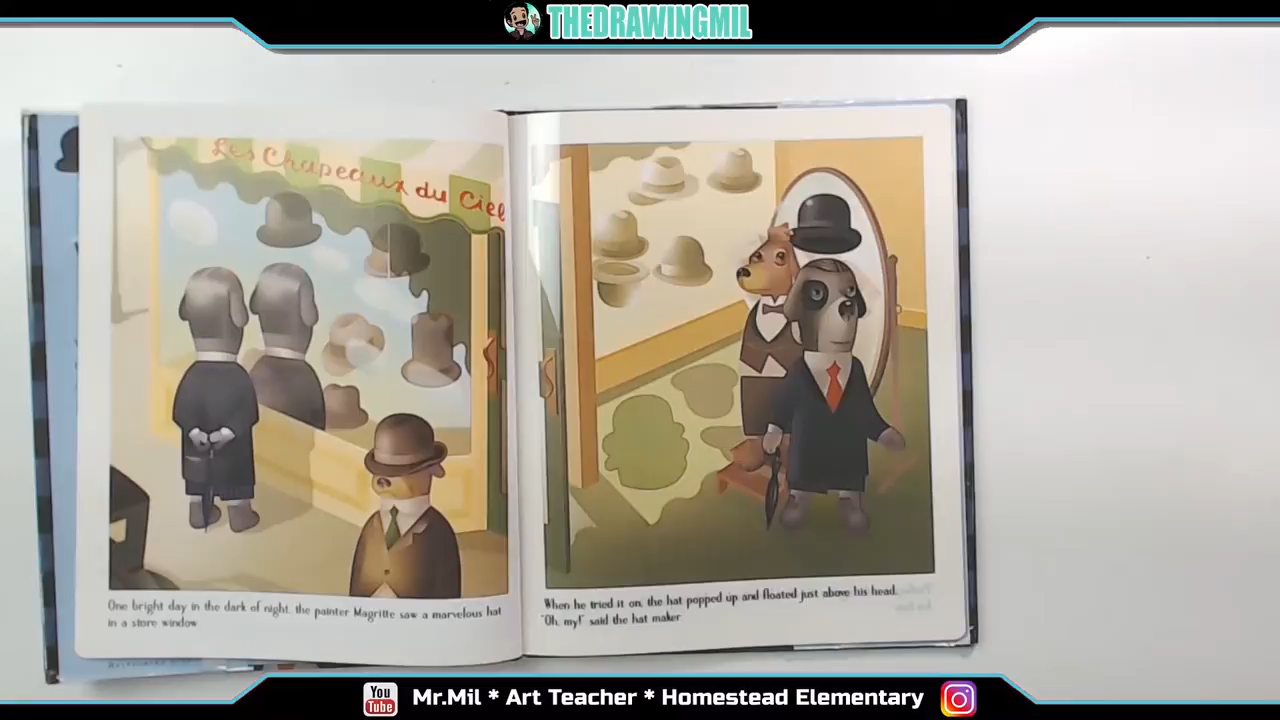 THEDRAWINGMIL
Les Chapeaux du Ciel
One bright day in the dark of night, the painter Magritte saw a marvelous hat
in a store window
When he tried it on, the hat popped up and floated just above his head.
"Oh, my!" said the hat maker.
You
Tube
Mr.Mil * Art Teacher * Homestead Elementary